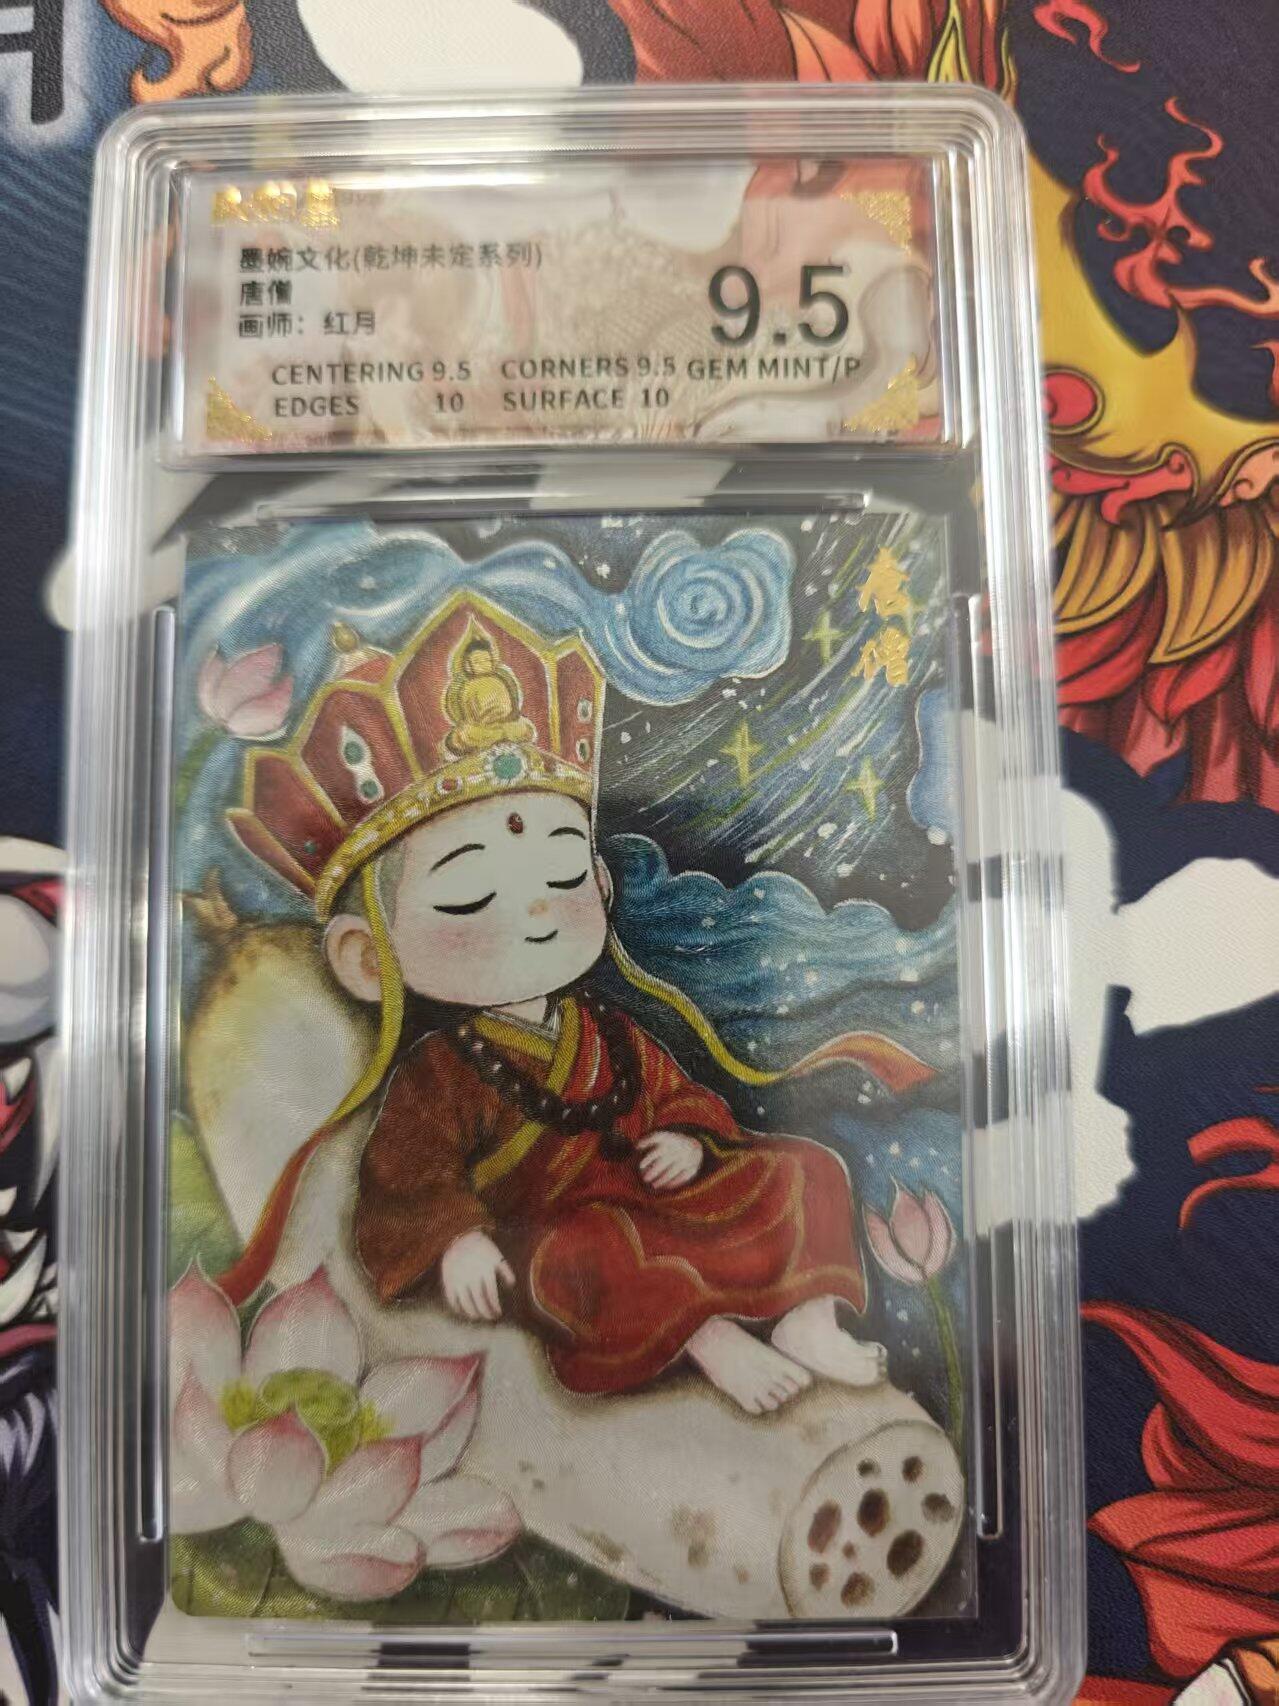 墨婉文化(乾坤未定系列)
唐僧
画师：红月
9.5
CENTERING 9.5 CORNERS 9.5 GEM MINT/P
EDGES 10 SURFACE 10
唐僧